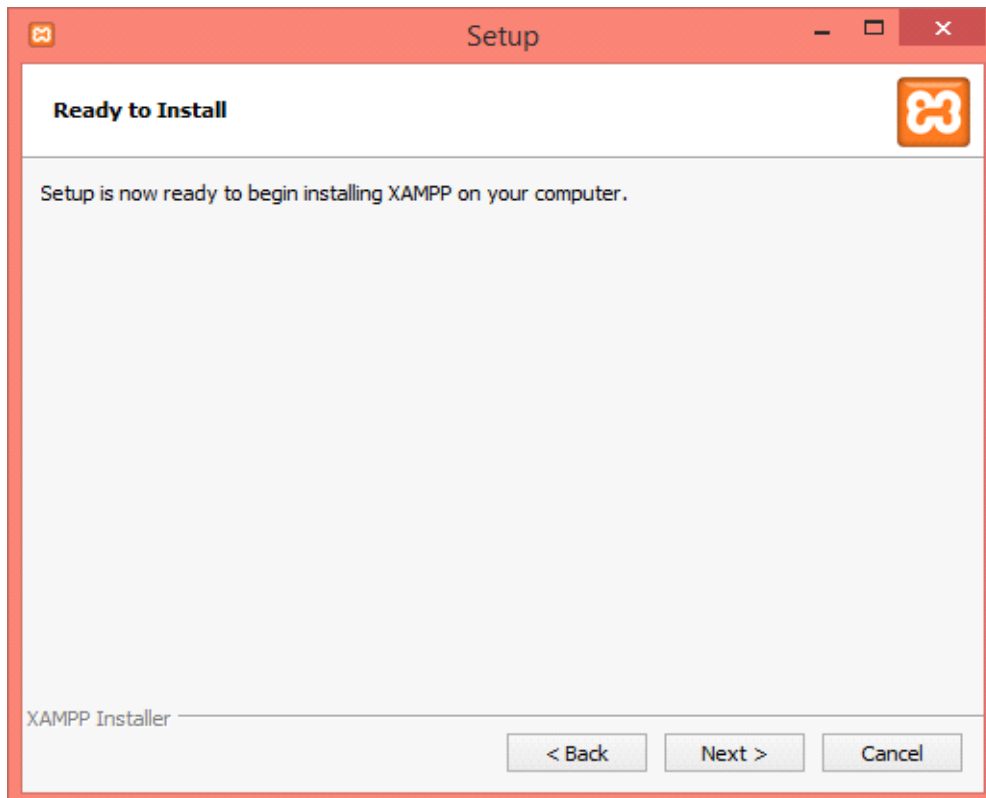 Setup
Ready to Install
Setup is now ready to begin installing XAMPP on your computer.
XAMPP Installer
< Back
Next >
Cancel